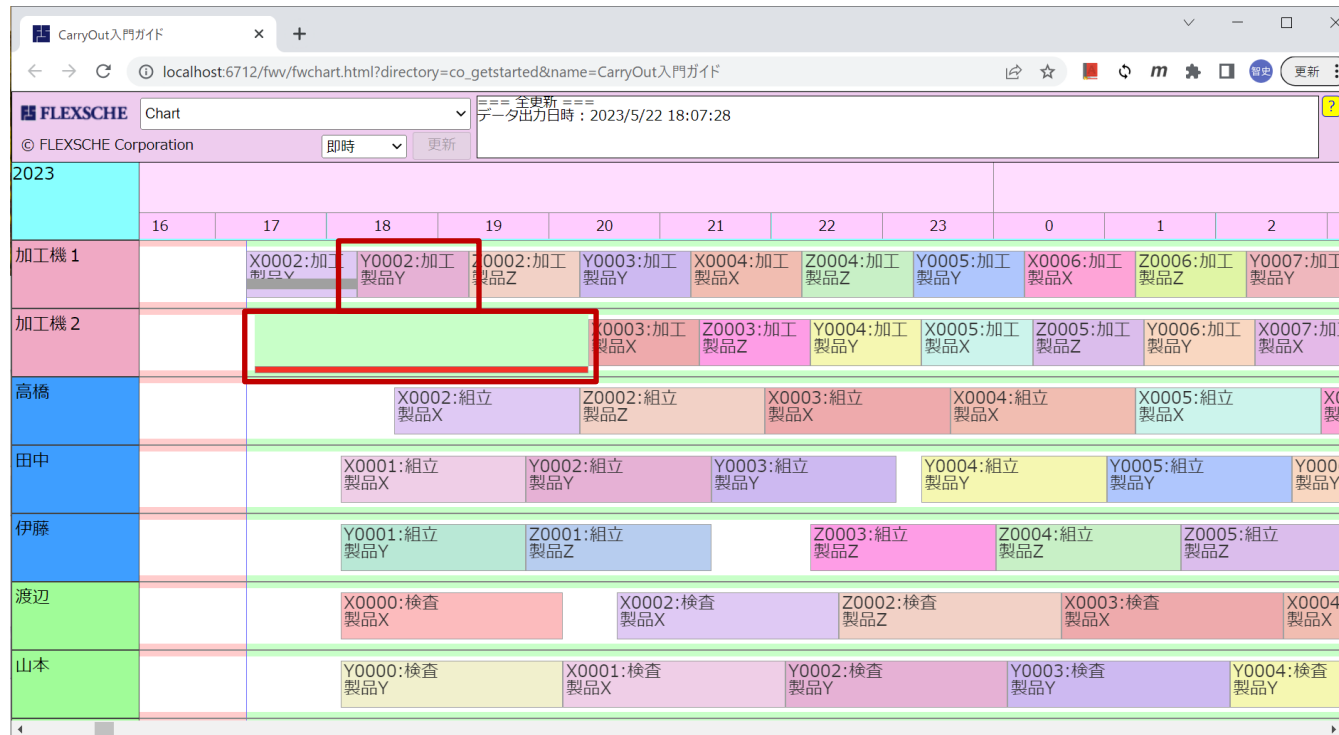 CarryOut入門ガイド
localhost:6712/fwv/fwchart.html?directory=co_getstarted&name=CarryOut入門ガイド
智史
更新
FLEXSCHE
Chart
=== 全更新 ===
データ出力日時：2023/5/22 18:07:28
?
© FLEXSCHE Corporation
即時
更新
2023
16 17 18 19 20 21 22 23 0 1 2
加工機1
X0002:加工 Y0002:加工 Z0002:加工 Y0003:加工 X0004:加工 Z0004:加工 Y0005:加工 X0006:加工 Z0006:加工 Y0007:加工
製品X 製品Y 製品Z 製品Y 製品X 製品Z 製品Y 製品X 製品Z 製品Y
加工機2
X0003:加工 Z0003:加工 Y0004:加工 X0005:加工 Z0005:加工 Y0006:加工 X0007:加
製品X 製品Z 製品Y 製品X 製品Z 製品Y 製品X
高橋
X0002:組立 Z0002:組立 X0003:組立 X0004:組立 X0005:組立
製品X 製品Z 製品X 製品X 製品X
田中
X0001:組立 Y0002:組立 Y0003:組立 Y0004:組立 Y0005:組立 Y000
製品X 製品Y 製品Y 製品Y 製品Y 製品Y
伊藤
Y0001:組立 Z0001:組立 Z0003:組立 Z0004:組立 Z0005:組立
製品Y 製品Z 製品Z 製品Z 製品Z
渡辺
X0000:検査 X0002:検査 Z0002:検査 X0003:検査 X0004
製品X 製品X 製品Z 製品X 製品X
山本
Y0000:検査 X0001:検査 Y0002:検査 Y0003:検査 Y0004:検査
製品Y 製品X 製品Y 製品Y 製品Y